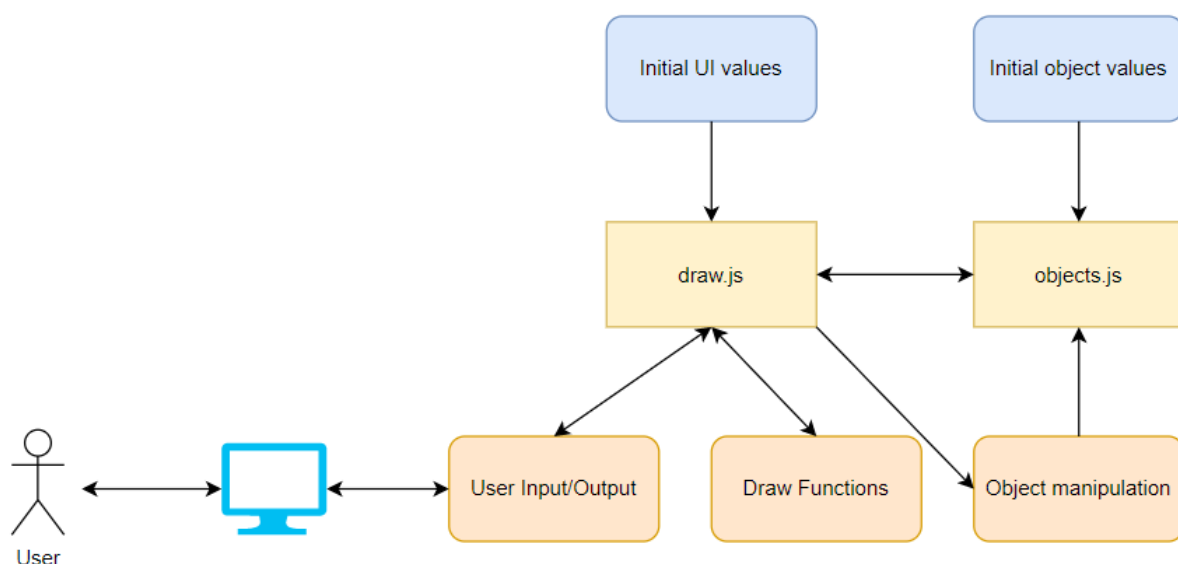 Initial UI values
Initial object values
draw.js
objects.js
User Input/Output
Draw Functions
Object manipulation
User